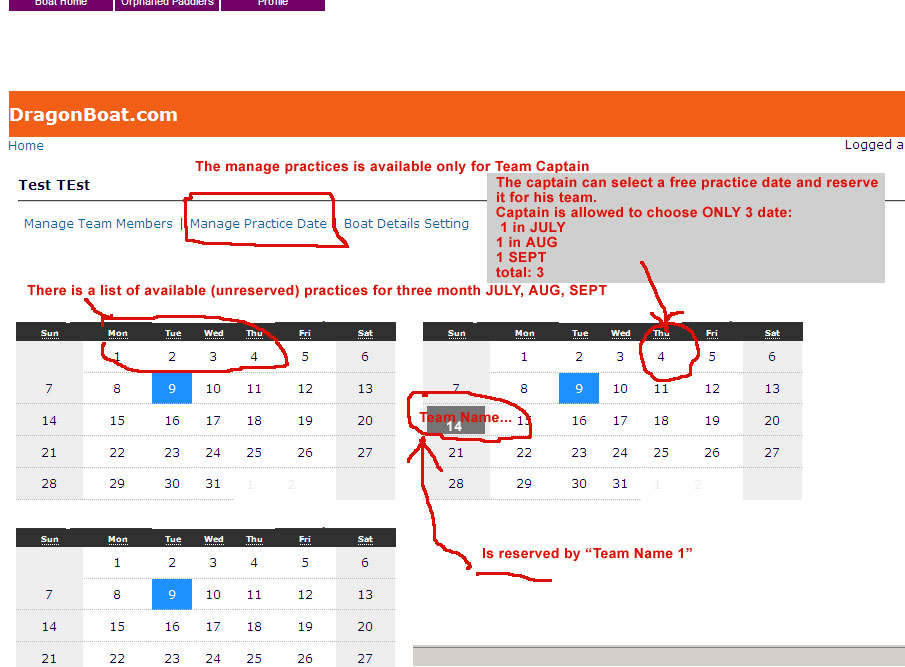 Boat Home Orphaned Paddlers Profile
DragonBoat.com
Home Logged a
The manage practices is available only for Team Captain
Test TEst
The captain can select a free practice date and reserve
it for his team.
Captain is allowed to choose ONLY 3 date:
1 in JULY
1 in AUG
1 SEPT
total: 3
Manage Team Members | Manage Practice Date | Boat Details Setting
There is a list of available (unreserved) practices for three month JULY, AUG, SEPT
Sun Mon Tue Wed Thu Fri Sat
1 2 3 4 5 6
7 8 9 10 11 12 13
14 15 16 17 18 19 20
21 22 23 24 25 26 27
28 29 30 31 1 2
Sun Mon Tue Wed Thu Fri Sat
1 2 3 4 5 6
7 8 9 10 11 12 13
Team Name...
14 15 16 17 18 19 20
21 22 23 24 25 26 27
28 29 30 31 1 2
Is reserved by “Team Name 1”
Sun Mon Tue Wed Thu Fri Sat
1 2 3 4 5 6
7 8 9 10 11 12 13
14 15 16 17 18 19 20
21 22 23 24 25 26 27